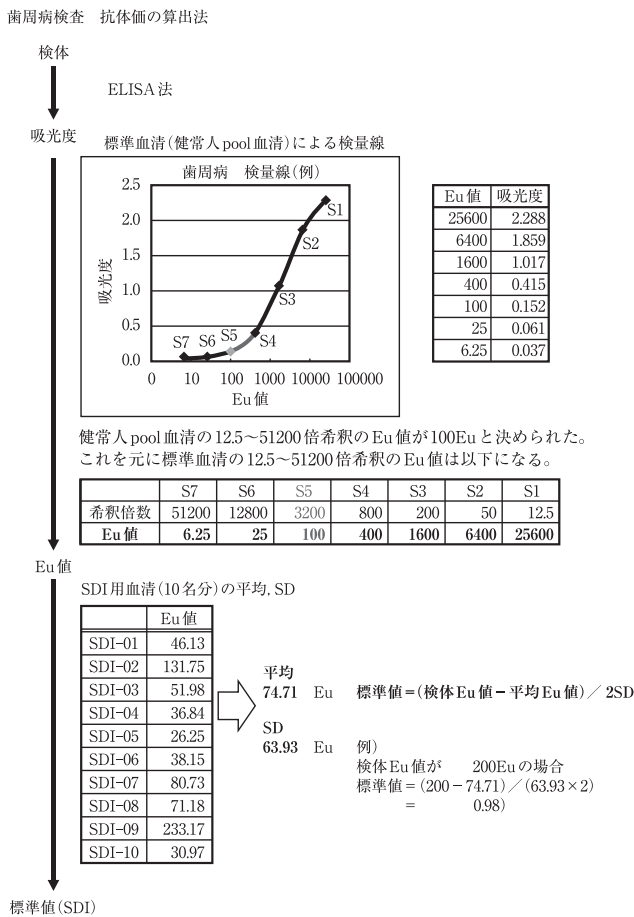 歯周病検査　抗体価の算出法
検体
ELISA法
吸光度
標準血清(健常人pool血清)による検量線
歯周病　検量線(例)
2.5
2.0
1.5
1.0
0.5
0.0
吸光度
S1
S2
S3
S4
S5
S6
S7
0 10 100 1000 10000 100000
Eu値
Eu値 吸光度
25600 2.288
6400 1.859
1600 1.017
400 0.415
100 0.152
25 0.061
6.25 0.037
健常人pool血清の12.5～51200倍希釈のEu値が100Euと決められた。
これを元に標準血清の12.5～51200倍希釈のEu値は以下になる。
S7 S6 S5 S4 S3 S2 S1
希釈倍数 51200 12800 3200 800 200 50 12.5
Eu値 6.25 25 100 400 1600 6400 25600
Eu値
SDI用血清(10名分)の平均, SD
Eu値
SDI-01 46.13
SDI-02 131.75
SDI-03 51.98
SDI-04 36.84
SDI-05 26.25
SDI-06 38.15
SDI-07 80.73
SDI-08 71.18
SDI-09 233.17
SDI-10 30.97
平均
74.71 Eu 標準値＝(検体Eu値－平均Eu値)／2SD
SD
63.93 Eu 例)
検体Eu値が 200Euの場合
標準値＝(200－74.71)／(63.93×2)
＝ 0.98)
標準値(SDI)